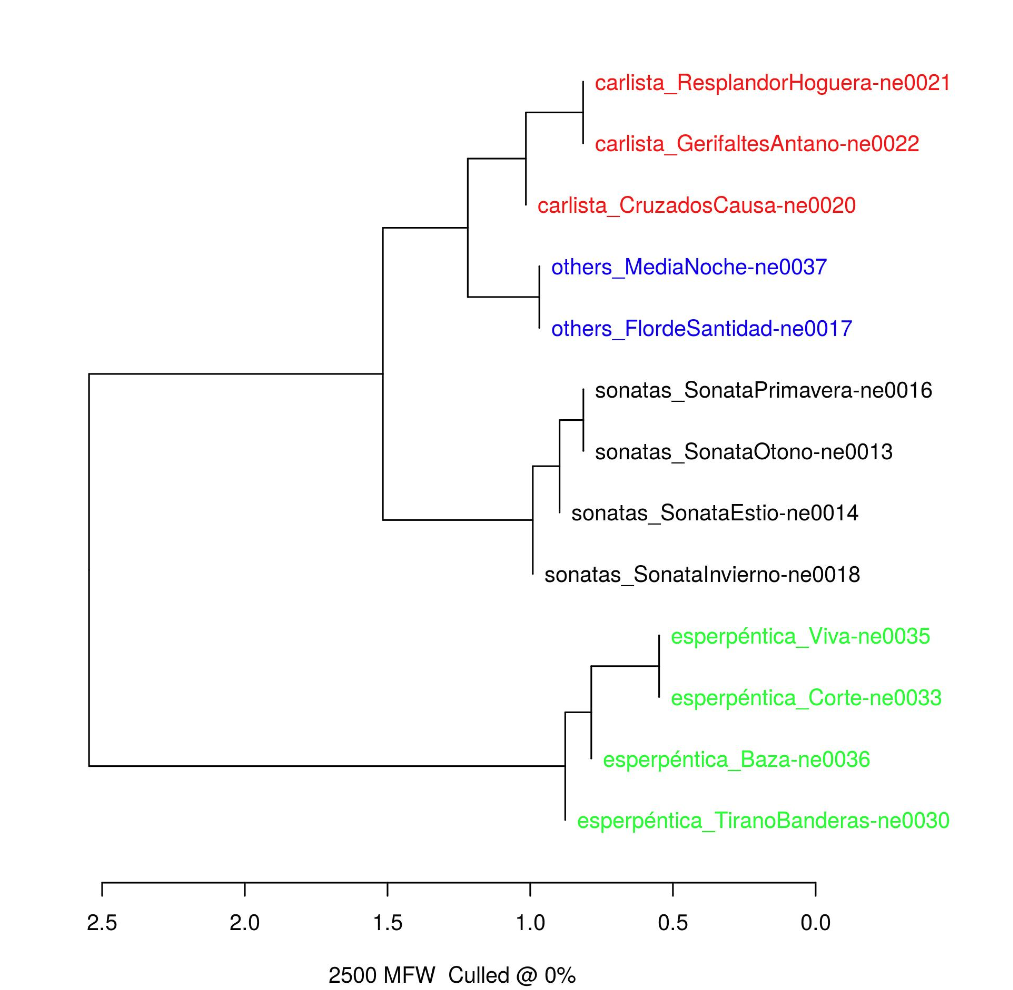 carlista_ResplandorHoguera-ne0021
carlista_GerifaltesAntano-ne0022
carlista_CruzadosCausa-ne0020
others_MediaNoche-ne0037
others_FlordeSantidad-ne0017
sonatas_SonataPrimavera-ne0016
sonatas_SonataOtono-ne0013
sonatas_SonataEstio-ne0014
sonatas_SonataInvierno-ne0018
esperpéntica_Viva-ne0035
esperpéntica_Corte-ne0033
esperpéntica_Baza-ne0036
esperpéntica_TiranoBanderas-ne0030
2.5 2.0 1.5 1.0 0.5 0.0
2500 MFW Culled @ 0%